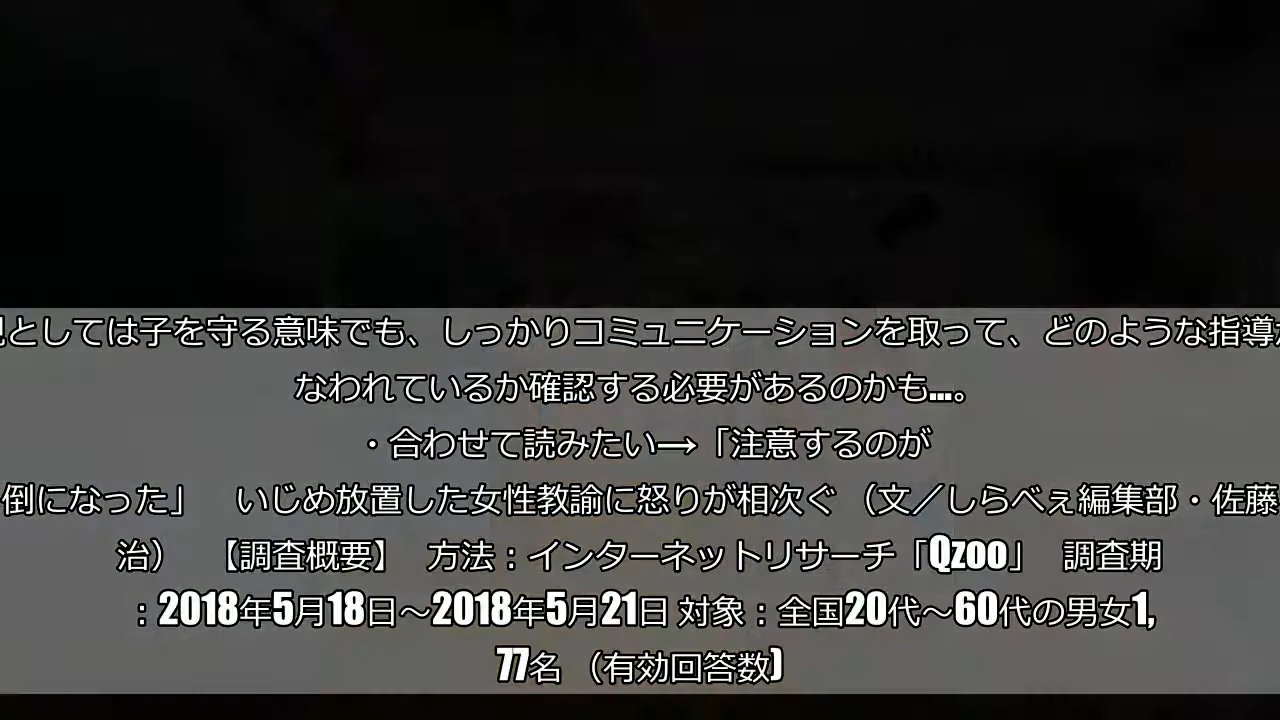 としては子を守る意味でも、しっかりコミュニケーションを取って、どのような指導
なわれているか確認する必要があるのかも…。
・合わせて読みたい→「注意するのが
倒になった」 いじめ放置した女性教諭に怒りが相次ぐ （文／しらべぇ編集部・佐藤
治） 【調査概要】 方法：インターネットリサーチ「Qzoo」 調査期
：2018年5月18日～2018年5月21日 対象：全国20代～60代の男女1,
77名 （有効回答数)